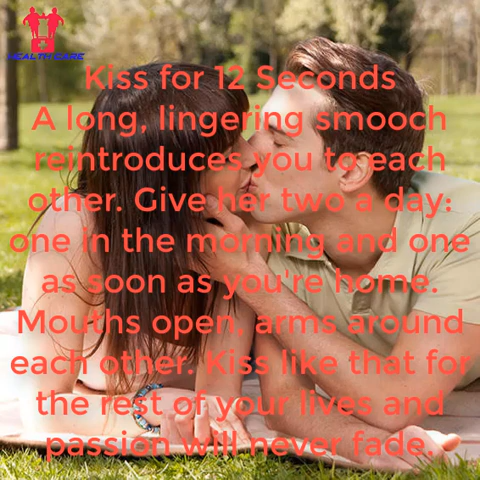 HEALTH CARE
Kiss for 12 Seconds
A long, lingering smooch
reintroduces you to each
other. Give her two a day:
one in the morning and one
as soon as you're home.
Mouths open, arms around
each other. Kiss like that for
the rest of your lives and
passion will never fade.